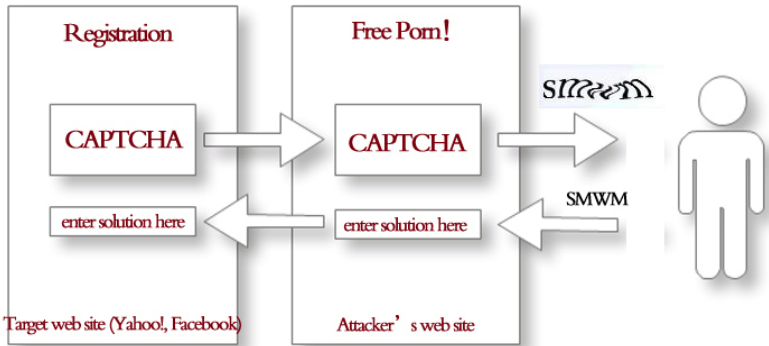 Registration
Free Porn!
smwm
CAPTCHA
CAPTCHA
SMWM
enter solution here
enter solution here
Target web site (Yahoo!, Facebook)
Attacker's web site